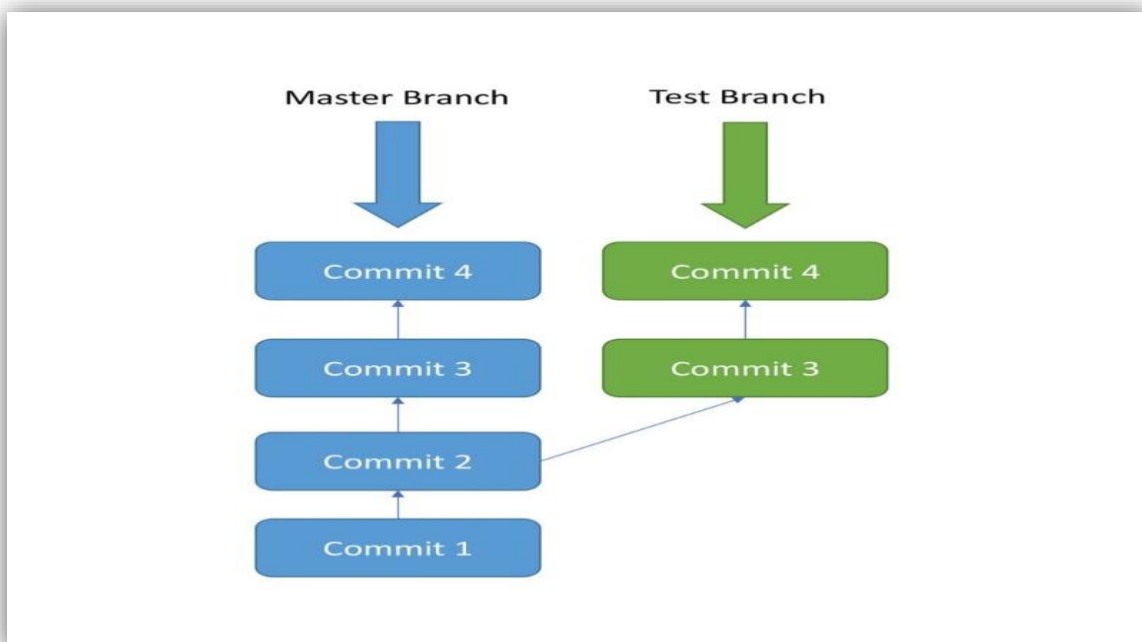 Master Branch
Test Branch
Commit 4
Commit 4
Commit 3
Commit 3
Commit 2
Commit 1